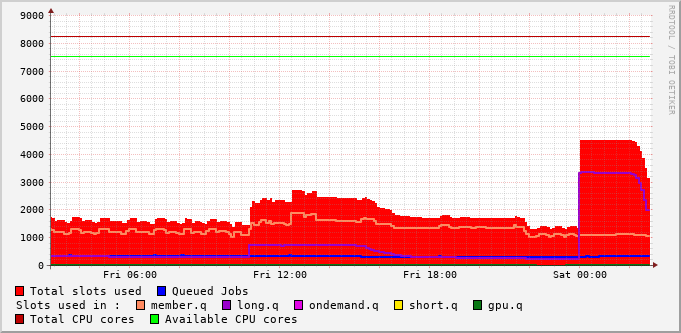 9000
8000
7000
6000
5000
4000
3000
2000
1000
0
Fri 06:00 Fri 12:00 Fri 18:00 Sat 00:00
RRDTOOL / TOBI OETIKER
Total slots used Queued Jobs
Slots used in : member.q long.q ondemand.q short.q gpu.q
Total CPU cores Available CPU cores